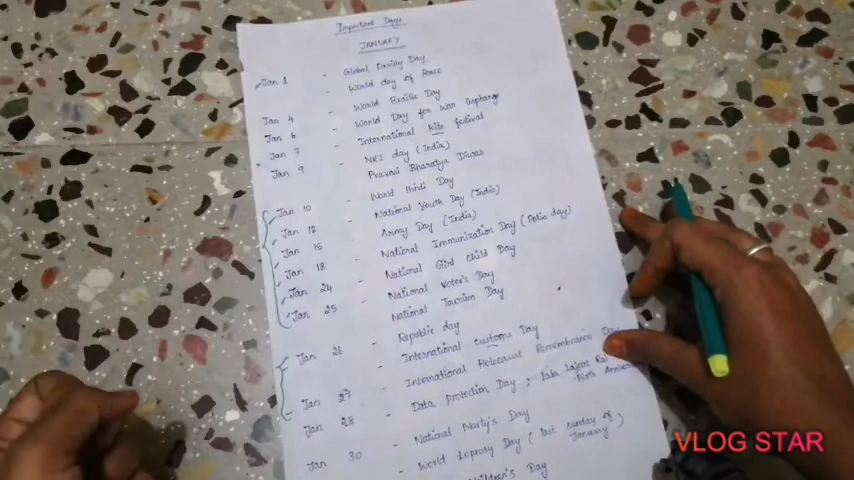 Important Days
JANUARY
Jan 1 - Global Family Day
- World day of Peace
Jan 4 - World Braille Day
Jan 6 - World Day for War Orphange
Jan 7 - International kite festival
Jan 9 - NRI day (India)
- Pravasi Bharatya Diwas
Jan 10 - World Hindi Day
Jan 12 - National Youth Day (India)
Jan 15 - Army Day (India)
Jan 18 - National Immunization Day (Polio day)
Jan 24 - National Girl Child Day
Jan 25 - National Voter's Day
National Tourism Day
Jan 26 - Republic day
- International customs Day
Jan 27 - International Holocaust Remembrance Day
Jan 28 - Data Protection Day ; Lala Lajpat Rai
Birth
Jan 30 - National Marty's Day
- World Leprosy Day ( last sunday of
January )
Children's Day
VLOG STAR